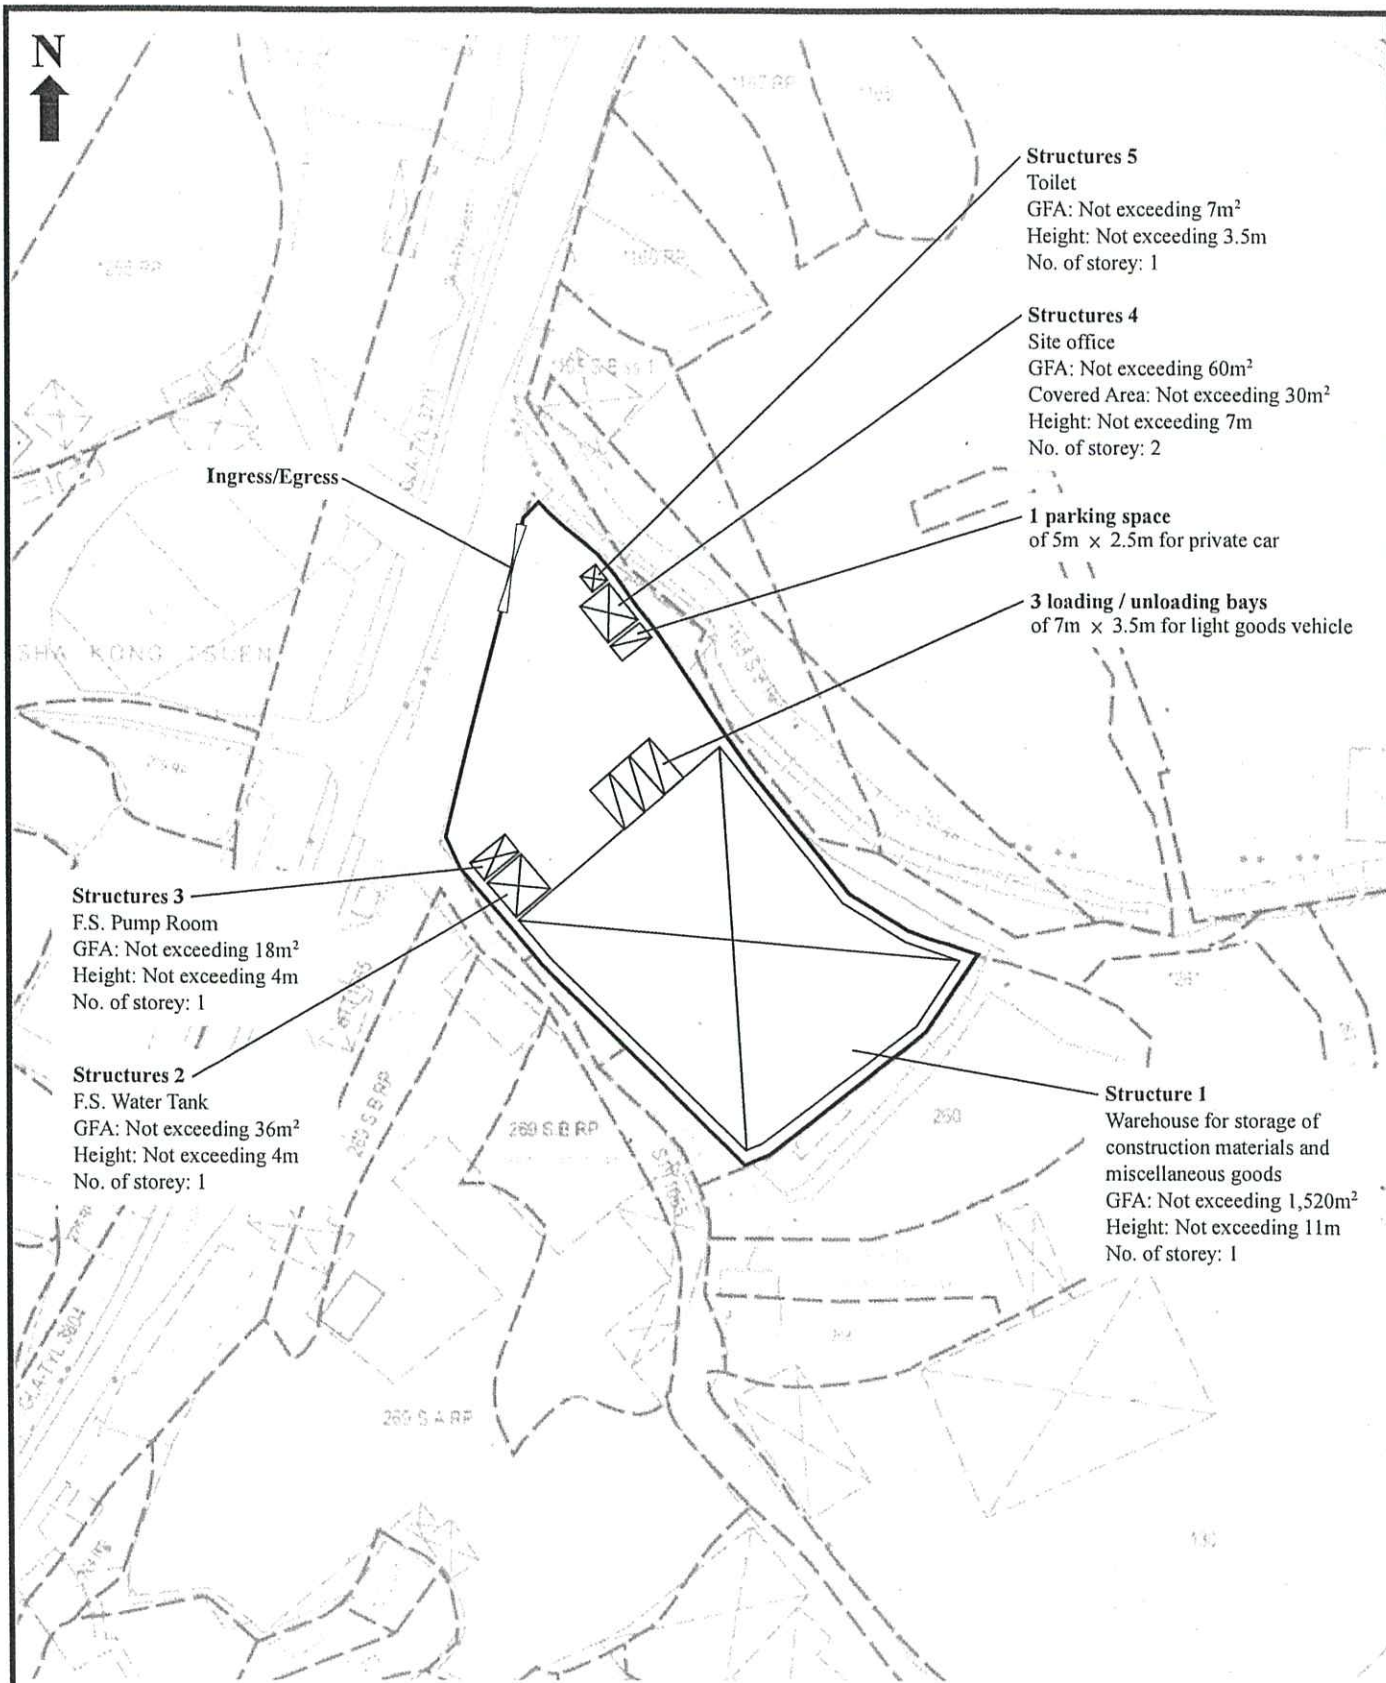 N
Structures 5
Toilet
GFA: Not exceeding 7m²
Height: Not exceeding 3.5m
No. of storey: 1
Structures 4
Site office
GFA: Not exceeding 60m²
Covered Area: Not exceeding 30m²
Height: Not exceeding 7m
No. of storey: 2
Ingress/Egress
1 parking space
of 5m × 2.5m for private car
3 loading / unloading bays
of 7m × 3.5m for light goods vehicle
SHA KONG
Structures 3
F.S. Pump Room
GFA: Not exceeding 18m²
Height: Not exceeding 4m
No. of storey: 1
Structures 2
F.S. Water Tank
GFA: Not exceeding 36m²
Height: Not exceeding 4m
No. of storey: 1
269 S.B RP
269 S.B RP
260
Structure 1
Warehouse for storage of
construction materials and
miscellaneous goods
GFA: Not exceeding 1,520m²
Height: Not exceeding 11m
No. of storey: 1
269 S.A RP